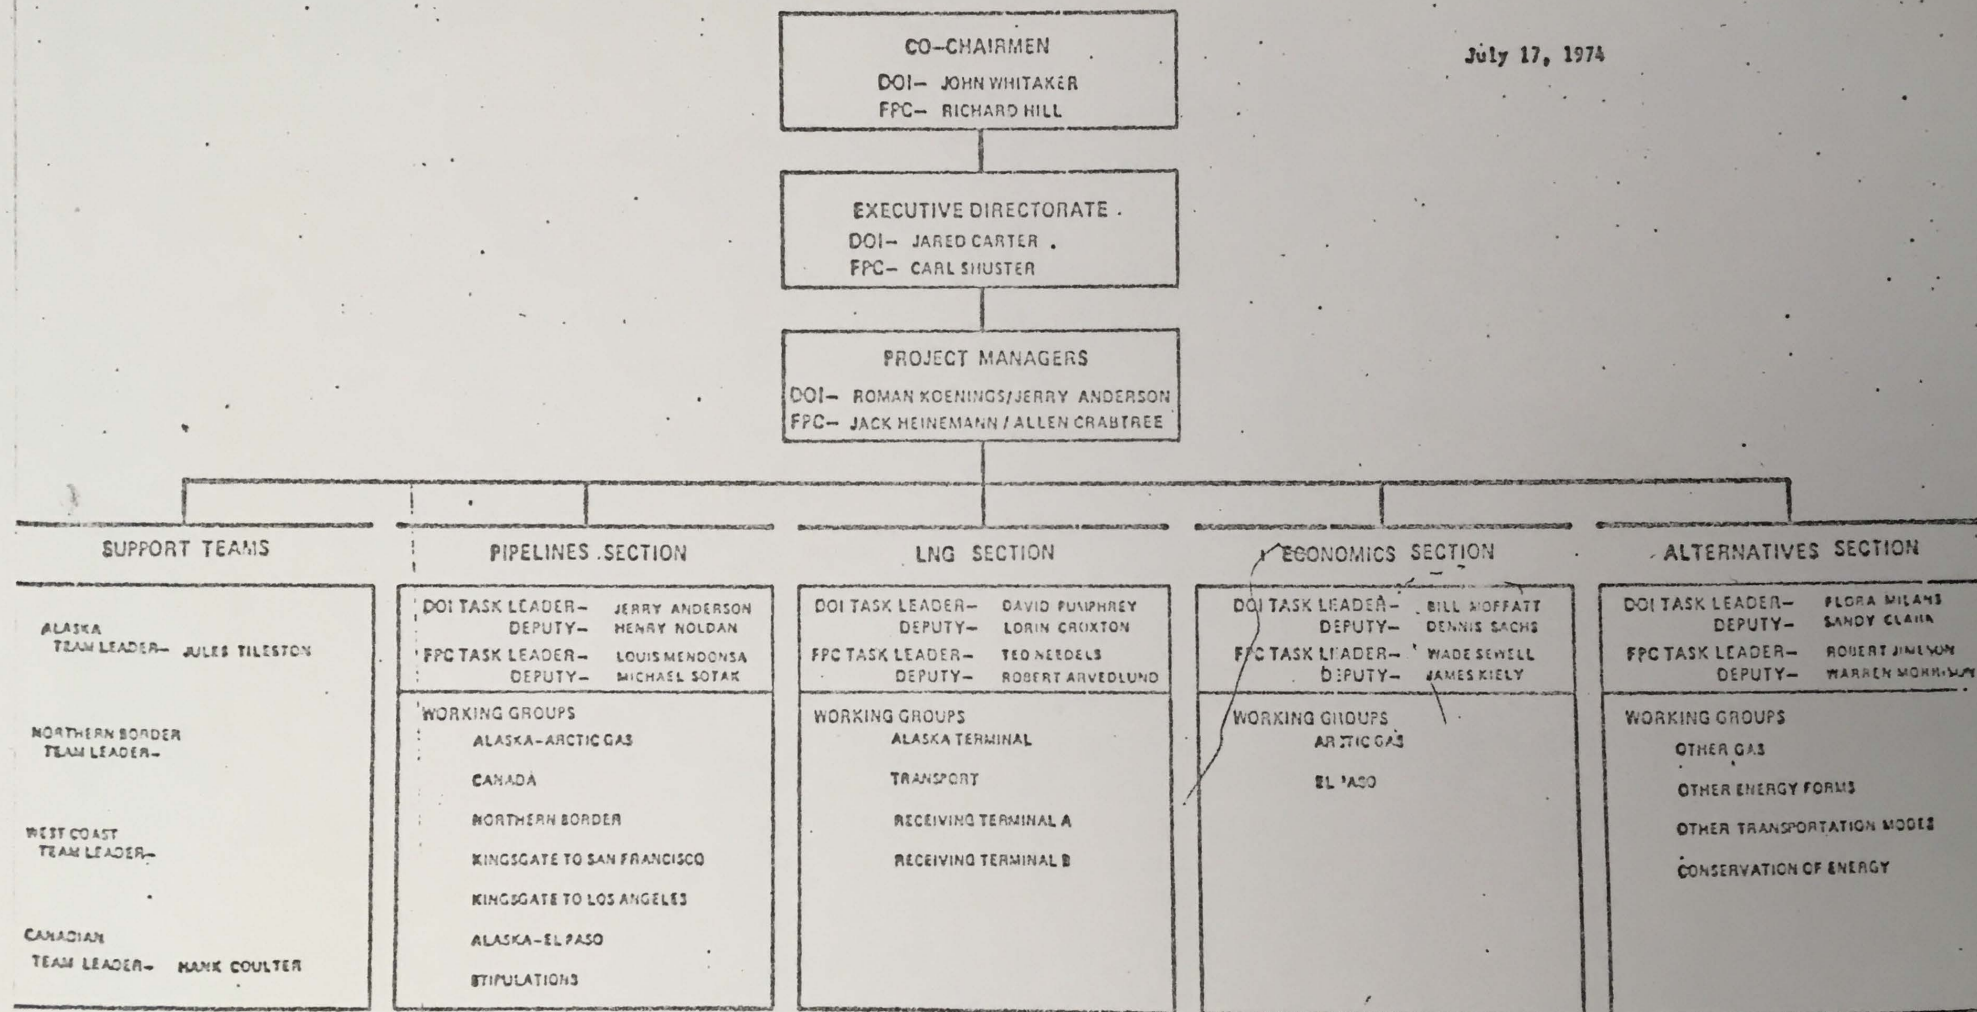 July 17, 1974
CO-CHAIRMEN
DOI- JOHN WHITAKER
FPC- RICHARD HILL
EXECUTIVE DIRECTORATE
DOI- JARED CARTER
FPC- CARL SHUSTER
PROJECT MANAGERS
DOI- ROMAN KOENINGS/JERRY ANDERSON
FPC- JACK HEINEMANN / ALLEN CRABTREE
SUPPORT TEAMS
ALASKA
TEAM LEADER- JULES TILESTON
NORTHERN BORDER
TEAM LEADER-
WEST COAST
TEAM LEADER-
CANADIAN
TEAM LEADER- HANK COULTER
PIPELINES SECTION
DOI TASK LEADER- JERRY ANDERSON
DEPUTY- HENRY NOLDAN
FPC TASK LEADER- LOUIS MENDONSA
DEPUTY- MICHAEL SOTAK
WORKING GROUPS
ALASKA-ARCTIC GAS
CANADA
NORTHERN BORDER
KINGSGATE TO SAN FRANCISCO
KINGSGATE TO LOS ANGELES
ALASKA-EL PASO
STIPULATIONS
LNG SECTION
DOI TASK LEADER- DAVID PUMPHREY
DEPUTY- LORIN CROXTON
FPC TASK LEADER- TED NEEDELS
DEPUTY- ROBERT ARVEDLUND
WORKING GROUPS
ALASKA TERMINAL
TRANSPORT
RECEIVING TERMINAL A
RECEIVING TERMINAL B
ECONOMICS SECTION
DOI TASK LEADER- BILL MOFFATT
DEPUTY- DENNIS SACHS
FPC TASK LEADER- WADE SEWELL
DEPUTY- JAMES KIELY
WORKING GROUPS
ARCTIC GAS
EL PASO
ALTERNATIVES SECTION
DOI TASK LEADER- FLORA MILANS
DEPUTY- SANDY CLARK
FPC TASK LEADER- ROBERT JIMESON
DEPUTY- WARREN MORRISON
WORKING GROUPS
OTHER GAS
OTHER ENERGY FORMS
OTHER TRANSPORTATION MODES
CONSERVATION OF ENERGY